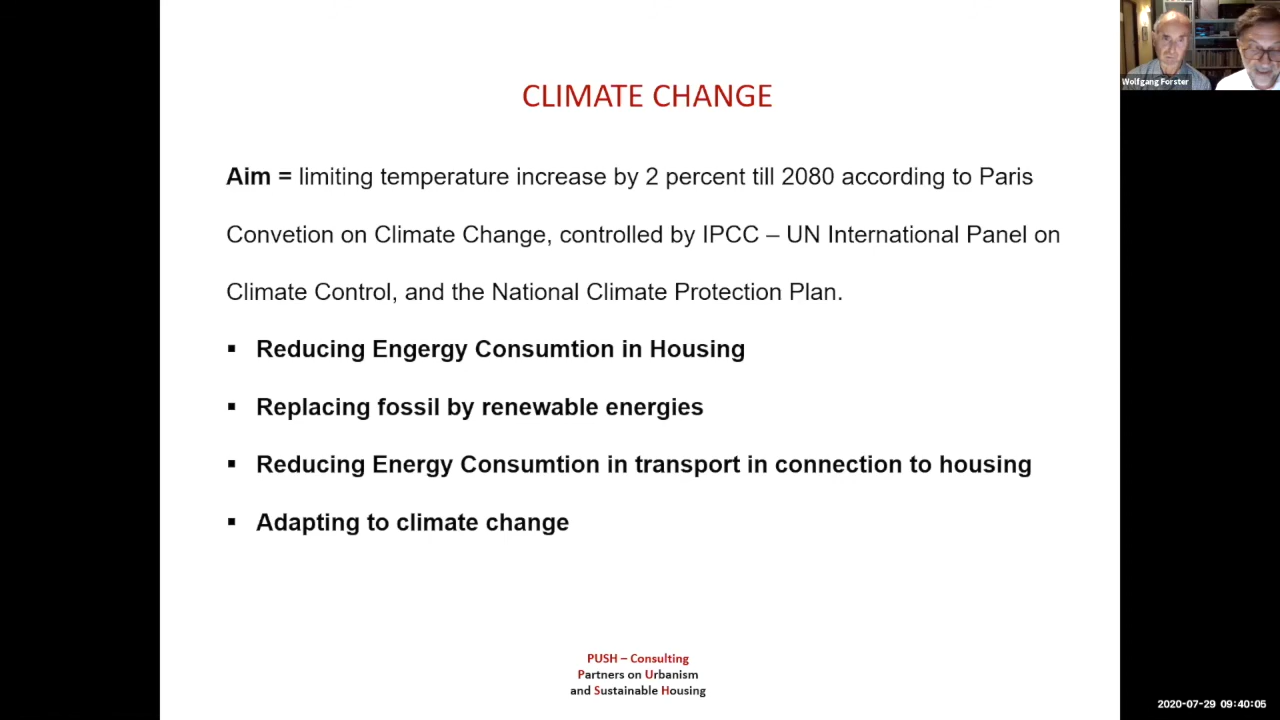 CLIMATE CHANGE
Aim = limiting temperature increase by 2 percent till 2080 according to Paris
Convetion on Climate Change, controlled by IPCC – UN International Panel on
Climate Control, and the National Climate Protection Plan.
▪ Reducing Engergy Consumtion in Housing
▪ Replacing fossil by renewable energies
▪ Reducing Energy Consumtion in transport in connection to housing
▪ Adapting to climate change
PUSH – Consulting
Partners on Urbanism
and Sustainable Housing
Wolfgang Forster
2020-07-29 09:40:05